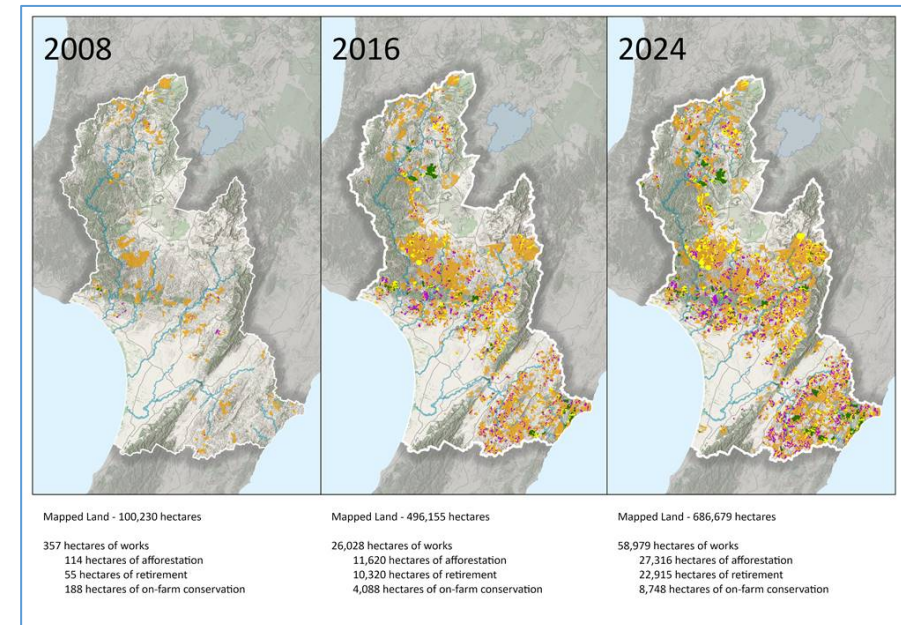 2008
2016
2024
Mapped Land - 100,230 hectares
357 hectares of works
114 hectares of afforestation
55 hectares of retirement
188 hectares of on-farm conservation
Mapped Land - 496,155 hectares
26,028 hectares of works
11,620 hectares of afforestation
10,320 hectares of retirement
4,088 hectares of on-farm conservation
Mapped Land - 686,679 hectares
58,979 hectares of works
27,316 hectares of afforestation
22,915 hectares of retirement
8,748 hectares of on-farm conservation